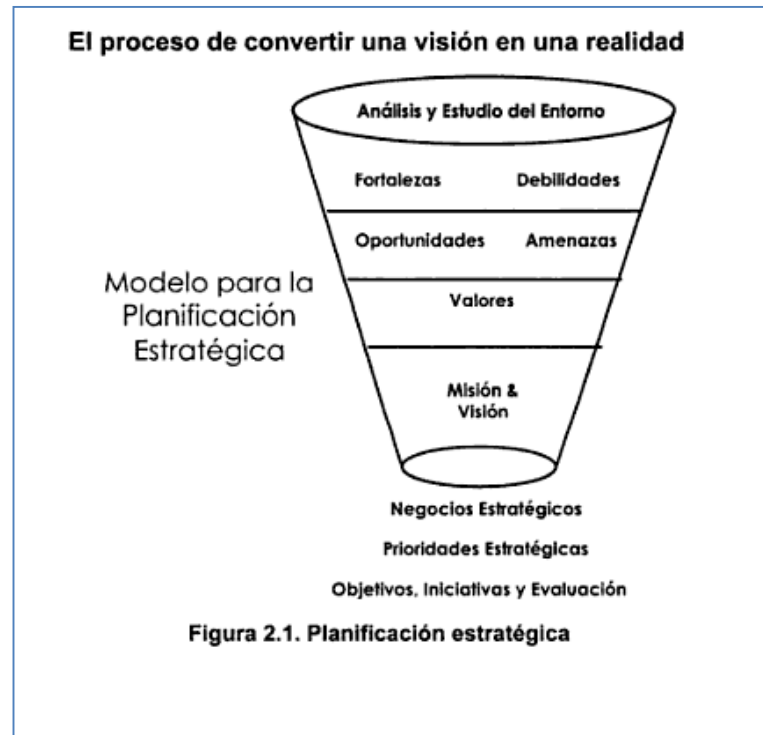 El proceso de convertir una visión en una realidad
Análisis y Estudio del Entorno
Fortalezas Debilidades
Oportunidades Amenazas
Valores
Modelo para la
Planificación
Estratégica
Misión &
Visión
Negocios Estratégicos
Prioridades Estratégicas
Objetivos, Iniciativas y Evaluación
Figura 2.1. Planificación estratégica